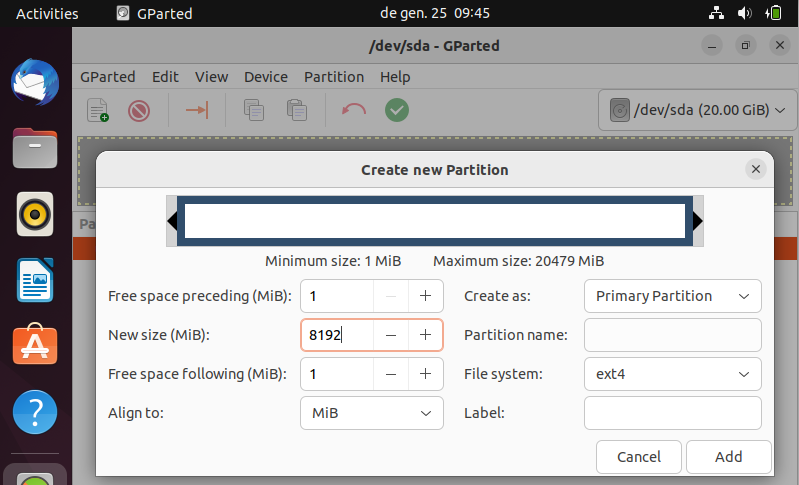 Activities GParted de gen. 25 09:45
/dev/sda - GParted
GParted Edit View Device Partition Help
/dev/sda (20.00 GiB)
Create new Partition
Minimum size: 1 MiB Maximum size: 20479 MiB
Free space preceding (MiB): 1 Create as: Primary Partition
New size (MiB): 8192 Partition name:
Free space following (MiB): 1 File system: ext4
Align to: MiB Label:
Cancel Add